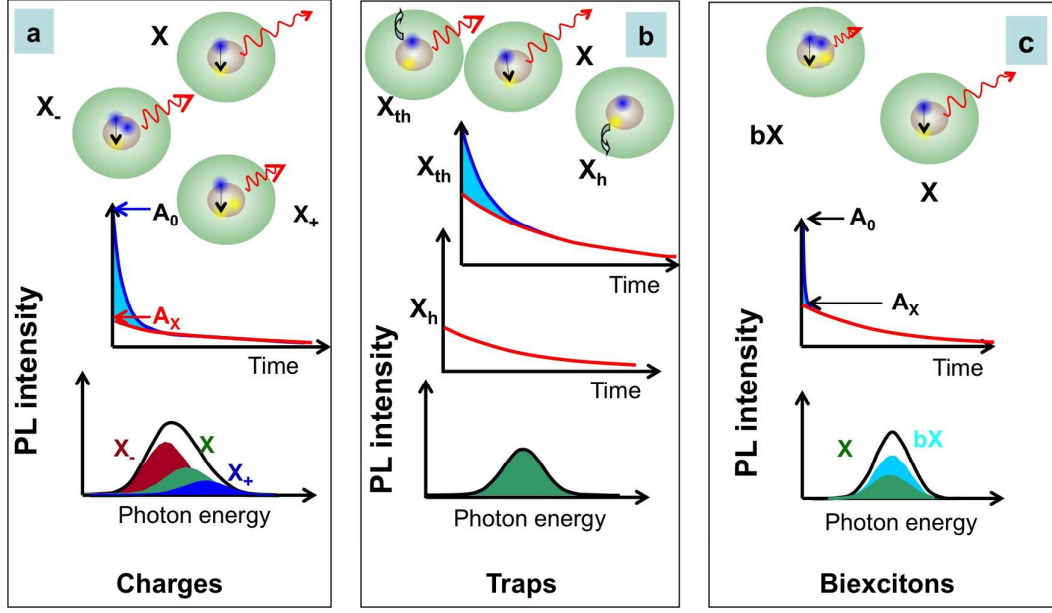 a
X
X-
X+
A0
AX
PL intensity
Time
X-
X
X+
Photon energy
Charges
b
Xth
X
Xh
Xth
Time
Xh
PL intensity
Time
Photon energy
Traps
c
bX
X
A0
AX
PL intensity
Time
X
bX
Photon energy
Biexcitons